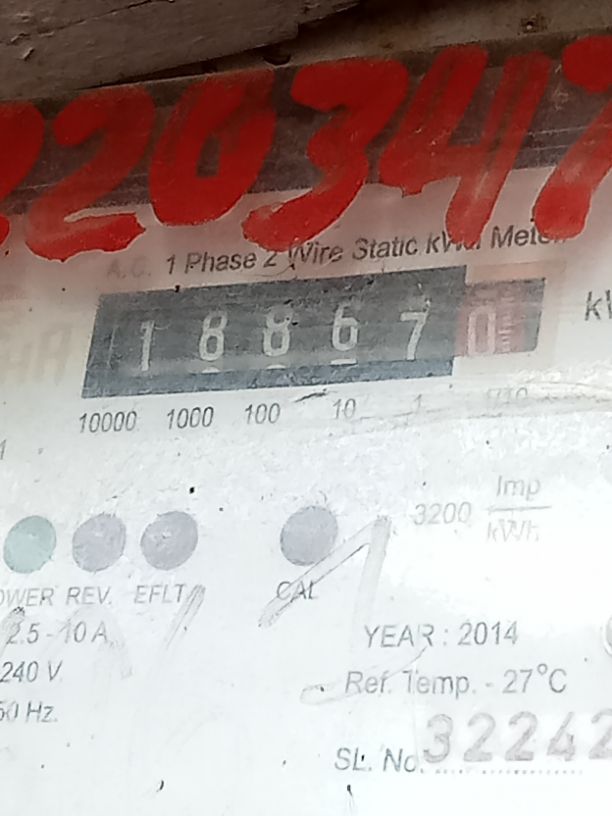 220347
A.C. 1 Phase 2 Wire Static kWh Meter
1 8 8 6 7 0
10000 1000 100 10 1 1/10
3200 Imp/kWh
REV. EFLT CAL
2.5 - 10 A
YEAR : 2014
240 V.
Ref. Temp. - 27°C
50 Hz.
SL. No. 32242